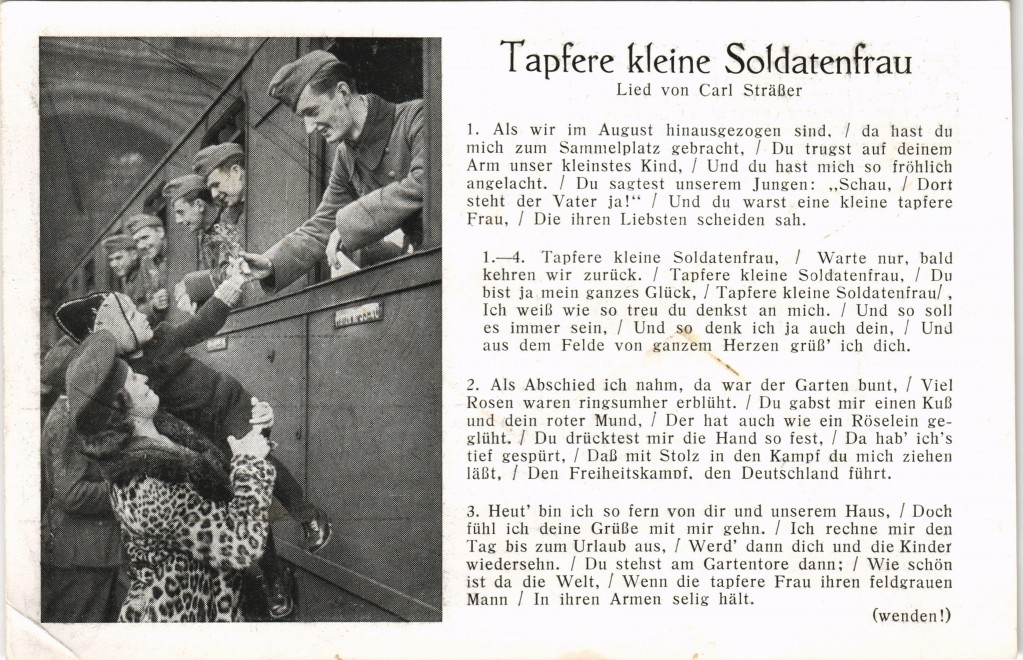 Tapfere kleine Soldatenfrau
Lied von Carl Sträßer
1. Als wir im August hinausgezogen sind, / da hast du
mich zum Sammelplatz gebracht, / Du trugst auf deinem
Arm unser kleinstes Kind, / Und du hast mich so fröhlich
angelacht. / Du sagtest unserem Jungen: „Schau, / Dort
steht der Vater ja!“ / Und du warst eine kleine tapfere
Frau, / Die ihren Liebsten scheiden sah.
1.—4. Tapfere kleine Soldatenfrau, / Warte nur, bald
kehren wir zurück. / Tapfere kleine Soldatenfrau, / Du
bist ja mein ganzes Glück, / Tapfere kleine Soldatenfrau/ ,
Ich weiß wie so treu du denkst an mich. / Und so soll
es immer sein, / Und so denk ich ja auch dein, / Und
aus dem Felde von ganzem Herzen grüß’ ich dich.
2. Als Abschied ich nahm, da war der Garten bunt, / Viel
Rosen waren ringsumher erblüht. / Du gabst mir einen Kuß
und dein roter Mund, / Der hat auch wie ein Röselein ge-
glüht. / Du drücktest mir die Hand so fest, / Da hab’ ich’s
tief gespürt, / Daß mit Stolz in den Kampf du mich ziehen
läßt, / Den Freiheitskampf, den Deutschland führt.
3. Heut’ bin ich so fern von dir und unserem Haus, / Doch
fühl ich deine Grüße mit mir gehn. / Ich rechne mir den
Tag bis zum Urlaub aus, / Werd’ dann dich und die Kinder
wiedersehn. / Du stehst am Gartentore dann; / Wie schön
ist da die Welt, / Wenn die tapfere Frau ihren feldgrauen
Mann / In ihren Armen selig hält.
(wenden!)